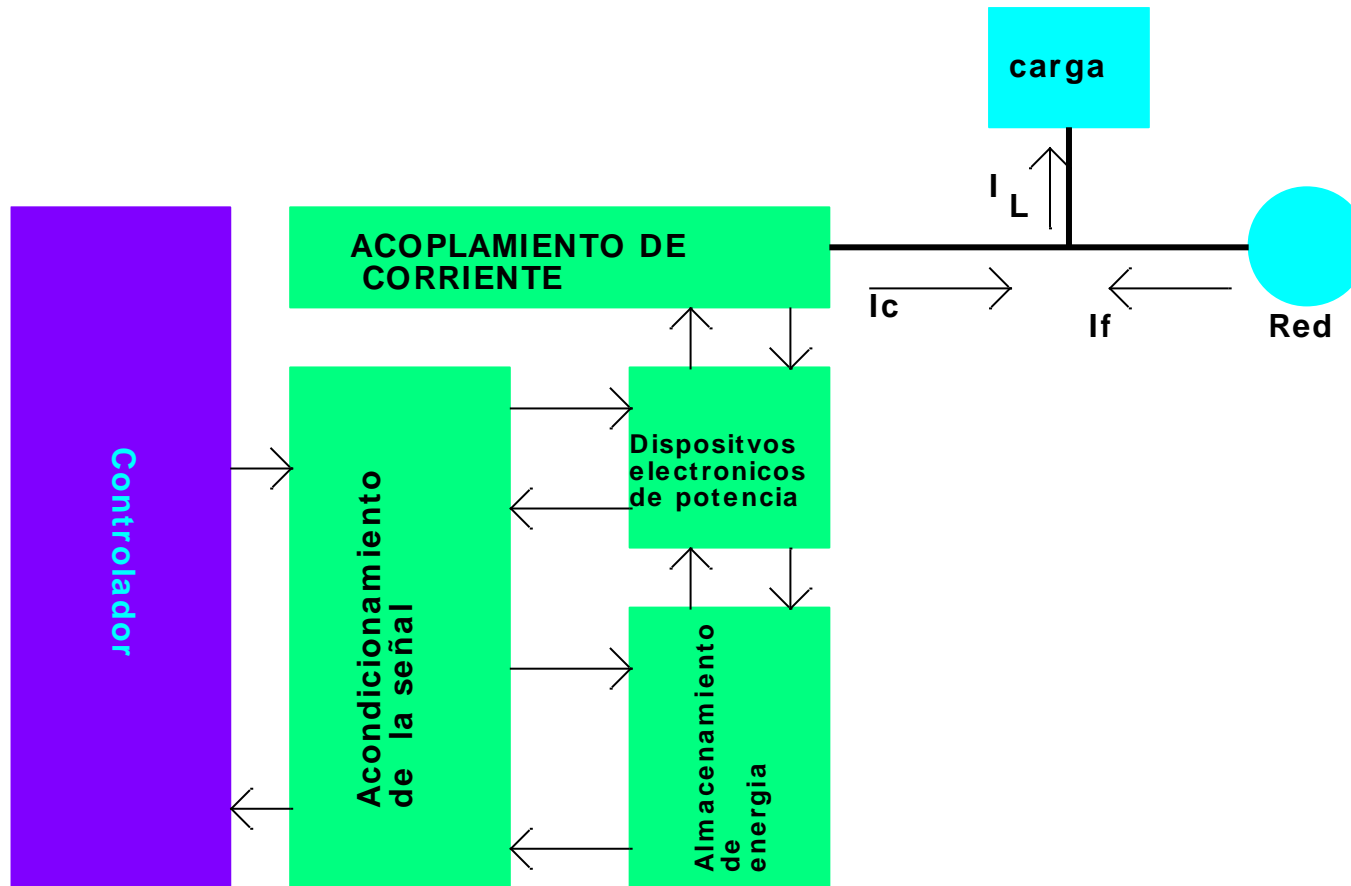 carga
I L
ACOPLAMIENTO DE
CORRIENTE
Ic
If
Red
Controlador
Acondicionamiento
de la señal
Dispositvos
electronicos
de potencia
Almacenamiento
de
energia